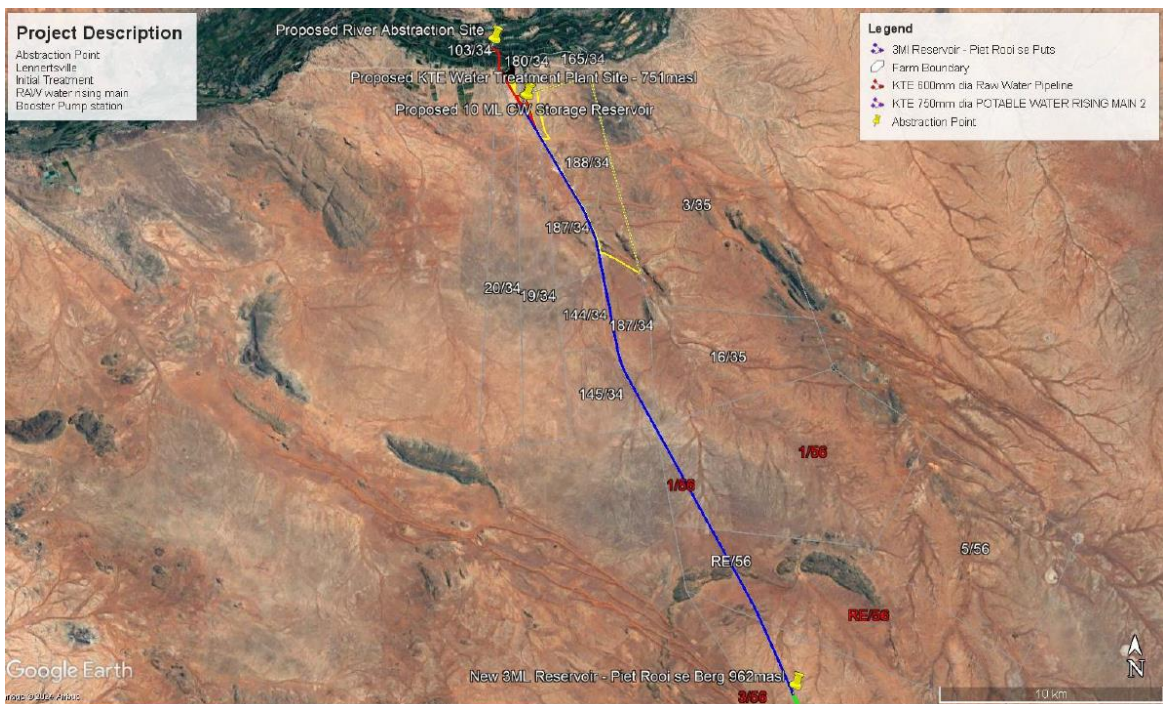 Project Description
Abstraction Point
Lennertsville
Initial Treatment
RAW water rising main
Booster Pump station
Legend
3Ml Reservoir - Piet Rooi se Puts
Farm Boundary
KTE 600mm dia Raw Water Pipeline
KTE 750mm dia POTABLE WATER RISING MAIN 2
Abstraction Point
Proposed River Abstraction Site
103/34
180/34
165/34
Proposed KTE Water Treatment Plant Site - 751masl
Proposed 10 ML CW Storage Reservoir
188/34
3/35
187/34
20/34
19/34
144/34
187/34
16/35
145/34
1/56
RE/56
5/56
RE/56
New 3ML Reservoir - Piet Rooi se Berg 962masl
3/56
Google Earth
10 km
N